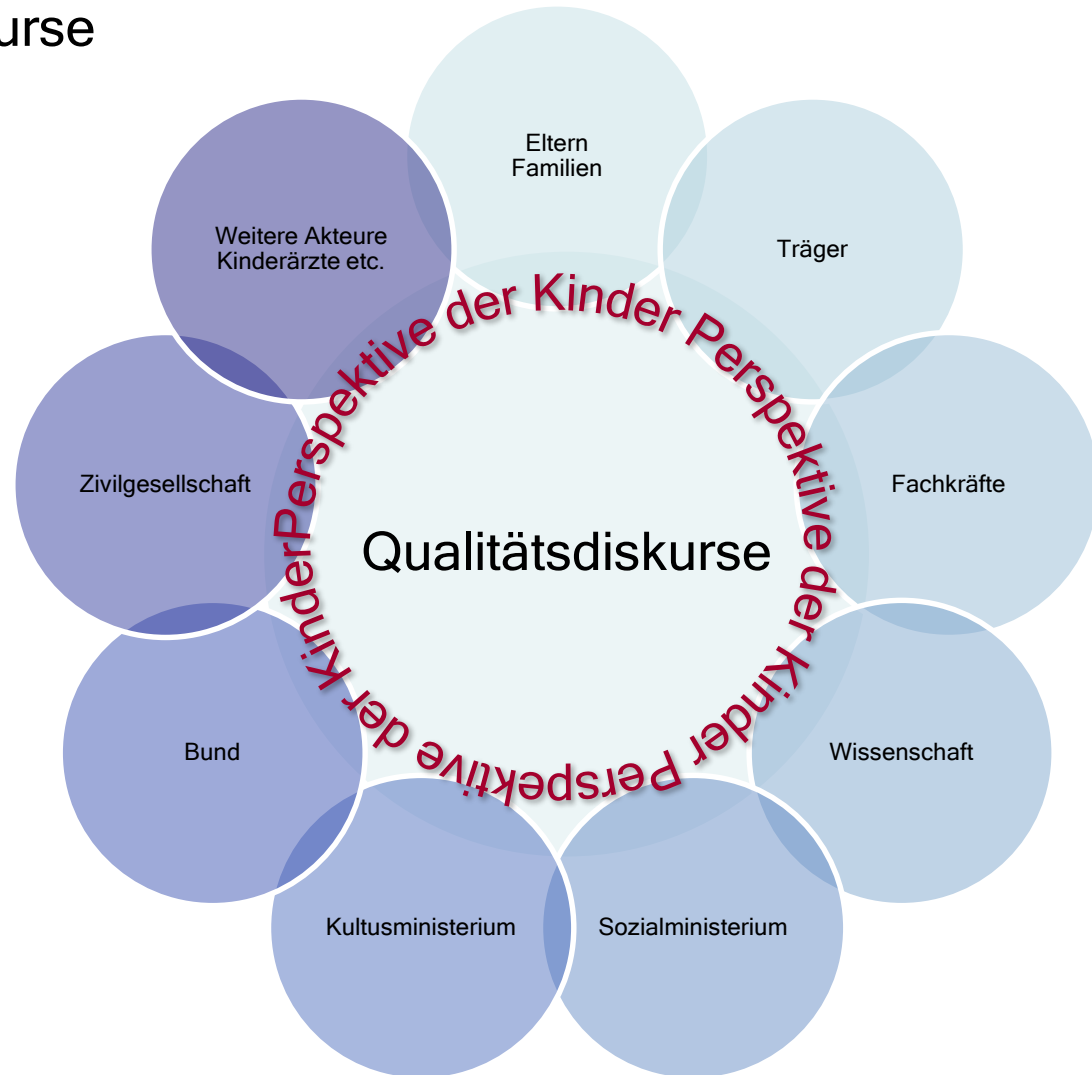 urse
Eltern
Familien
Träger
Fachkräfte
Wissenschaft
Sozialministerium
Kultusministerium
Bund
Zivilgesellschaft
Weitere Akteure
Kinderärzte etc.
Perspektive der Kinder Perspektive der Kinder Perspektive der Kinder
Qualitätsdiskurse